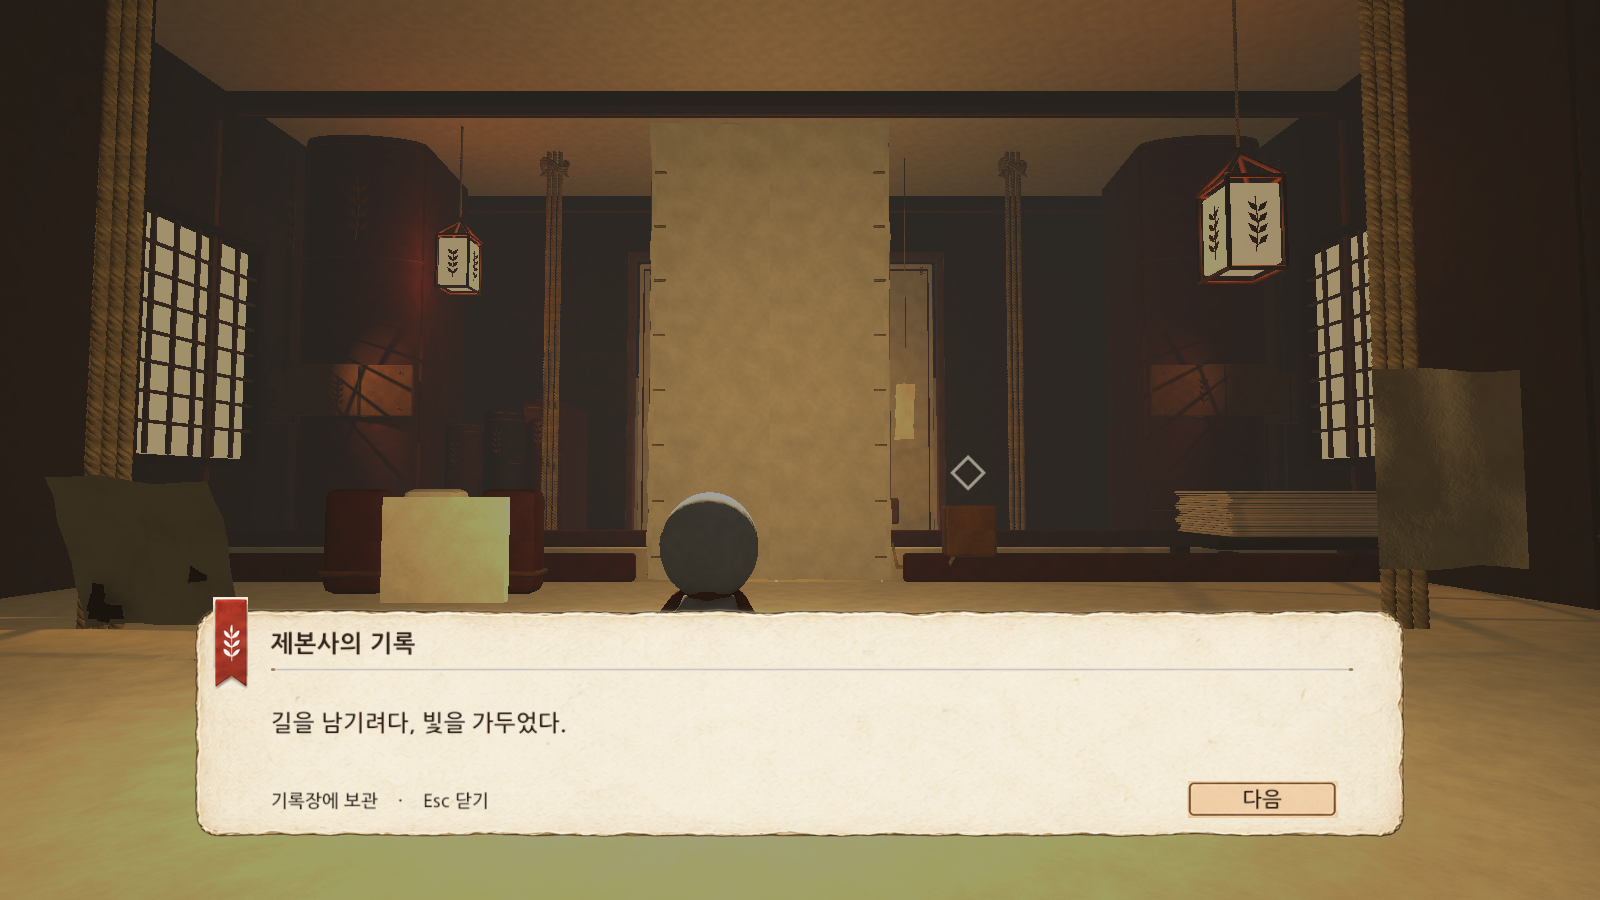 제본사의 기록
길을 남기려다, 빛을 가두었다.
기록장에 보관 · Esc 닫기
다음